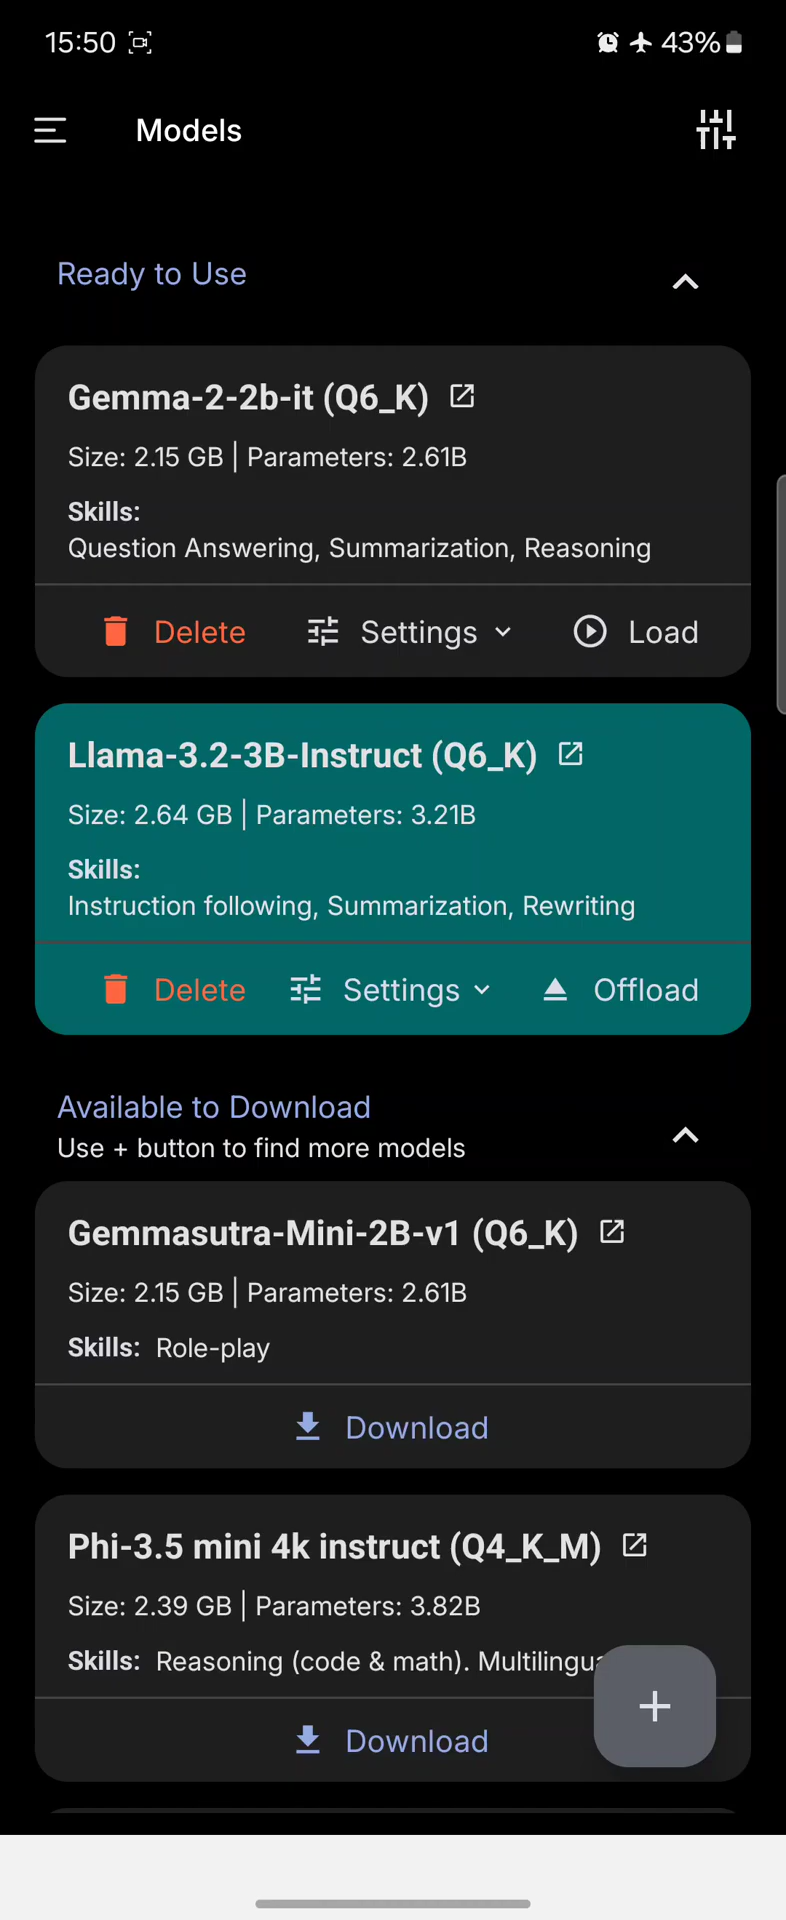 15:50 43%
Models
Ready to Use
Gemma-2-2b-it (Q6_K)
Size: 2.15 GB | Parameters: 2.61B
Skills:
Question Answering, Summarization, Reasoning
Delete Settings Load
Llama-3.2-3B-Instruct (Q6_K)
Size: 2.64 GB | Parameters: 3.21B
Skills:
Instruction following, Summarization, Rewriting
Delete Settings Offload
Available to Download
Use + button to find more models
Gemmasutra-Mini-2B-v1 (Q6_K)
Size: 2.15 GB | Parameters: 2.61B
Skills: Role-play
Download
Phi-3.5 mini 4k instruct (Q4_K_M)
Size: 2.39 GB | Parameters: 3.82B
Skills: Reasoning (code & math). Multilingua
Download
+